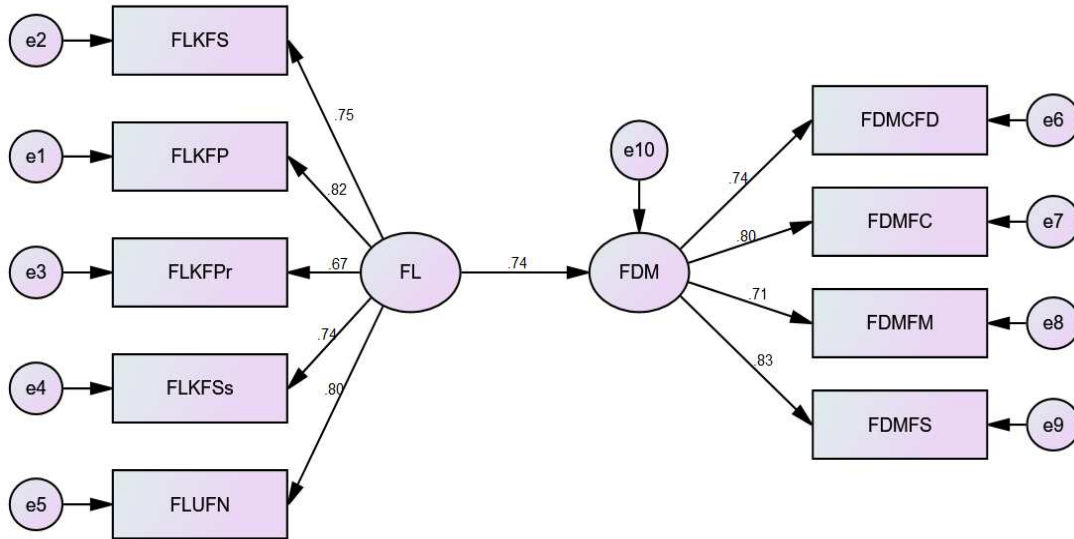 e2
FLKFS
.75
e1
FLKFP
.82
e3
FLKFPr
.67
FL
.74
e4
FLKFSs
.74
e5
FLUFN
.80
e10
FDM
.74
FDMCFD
e6
.80
FDMFC
e7
.71
FDMFM
e8
.83
FDMFS
e9